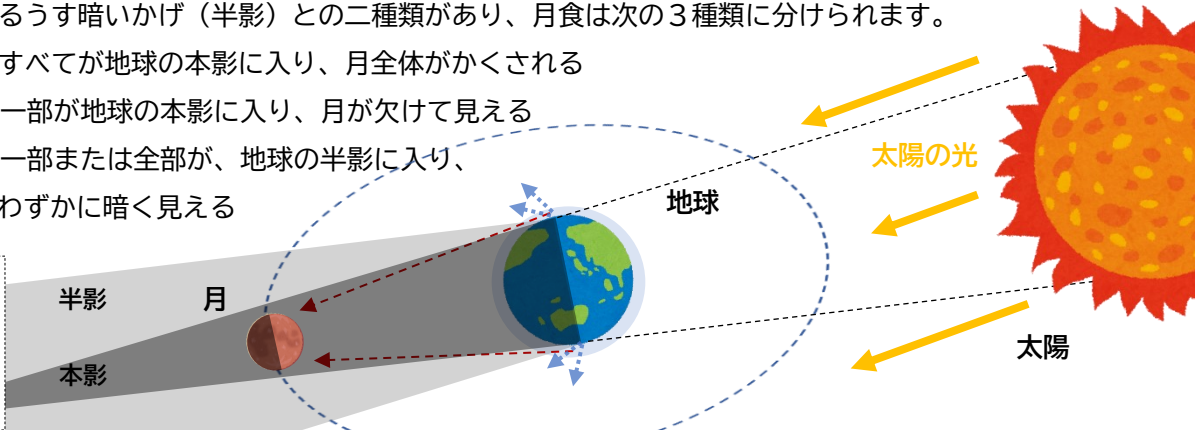 るうす暗いかげ（半影）との二種類があり、月食は次の３種類に分けられます。
すべてが地球の本影に入り、月全体がかくされる
一部が地球の本影に入り、月が欠けて見える
一部または全部が、地球の半影に入り、
わずかに暗く見える
太陽の光
地球
半影
月
太陽
本影